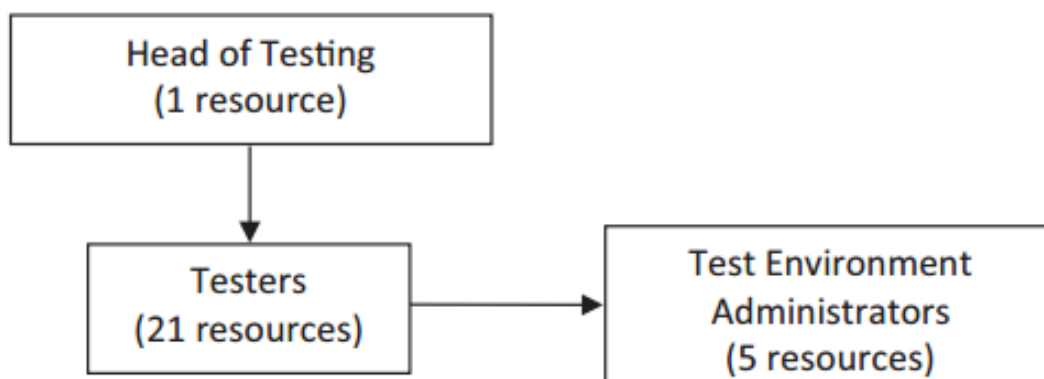 Head of Testing
(1 resource)
Testers
(21 resources)
Test Environment
Administrators
(5 resources)